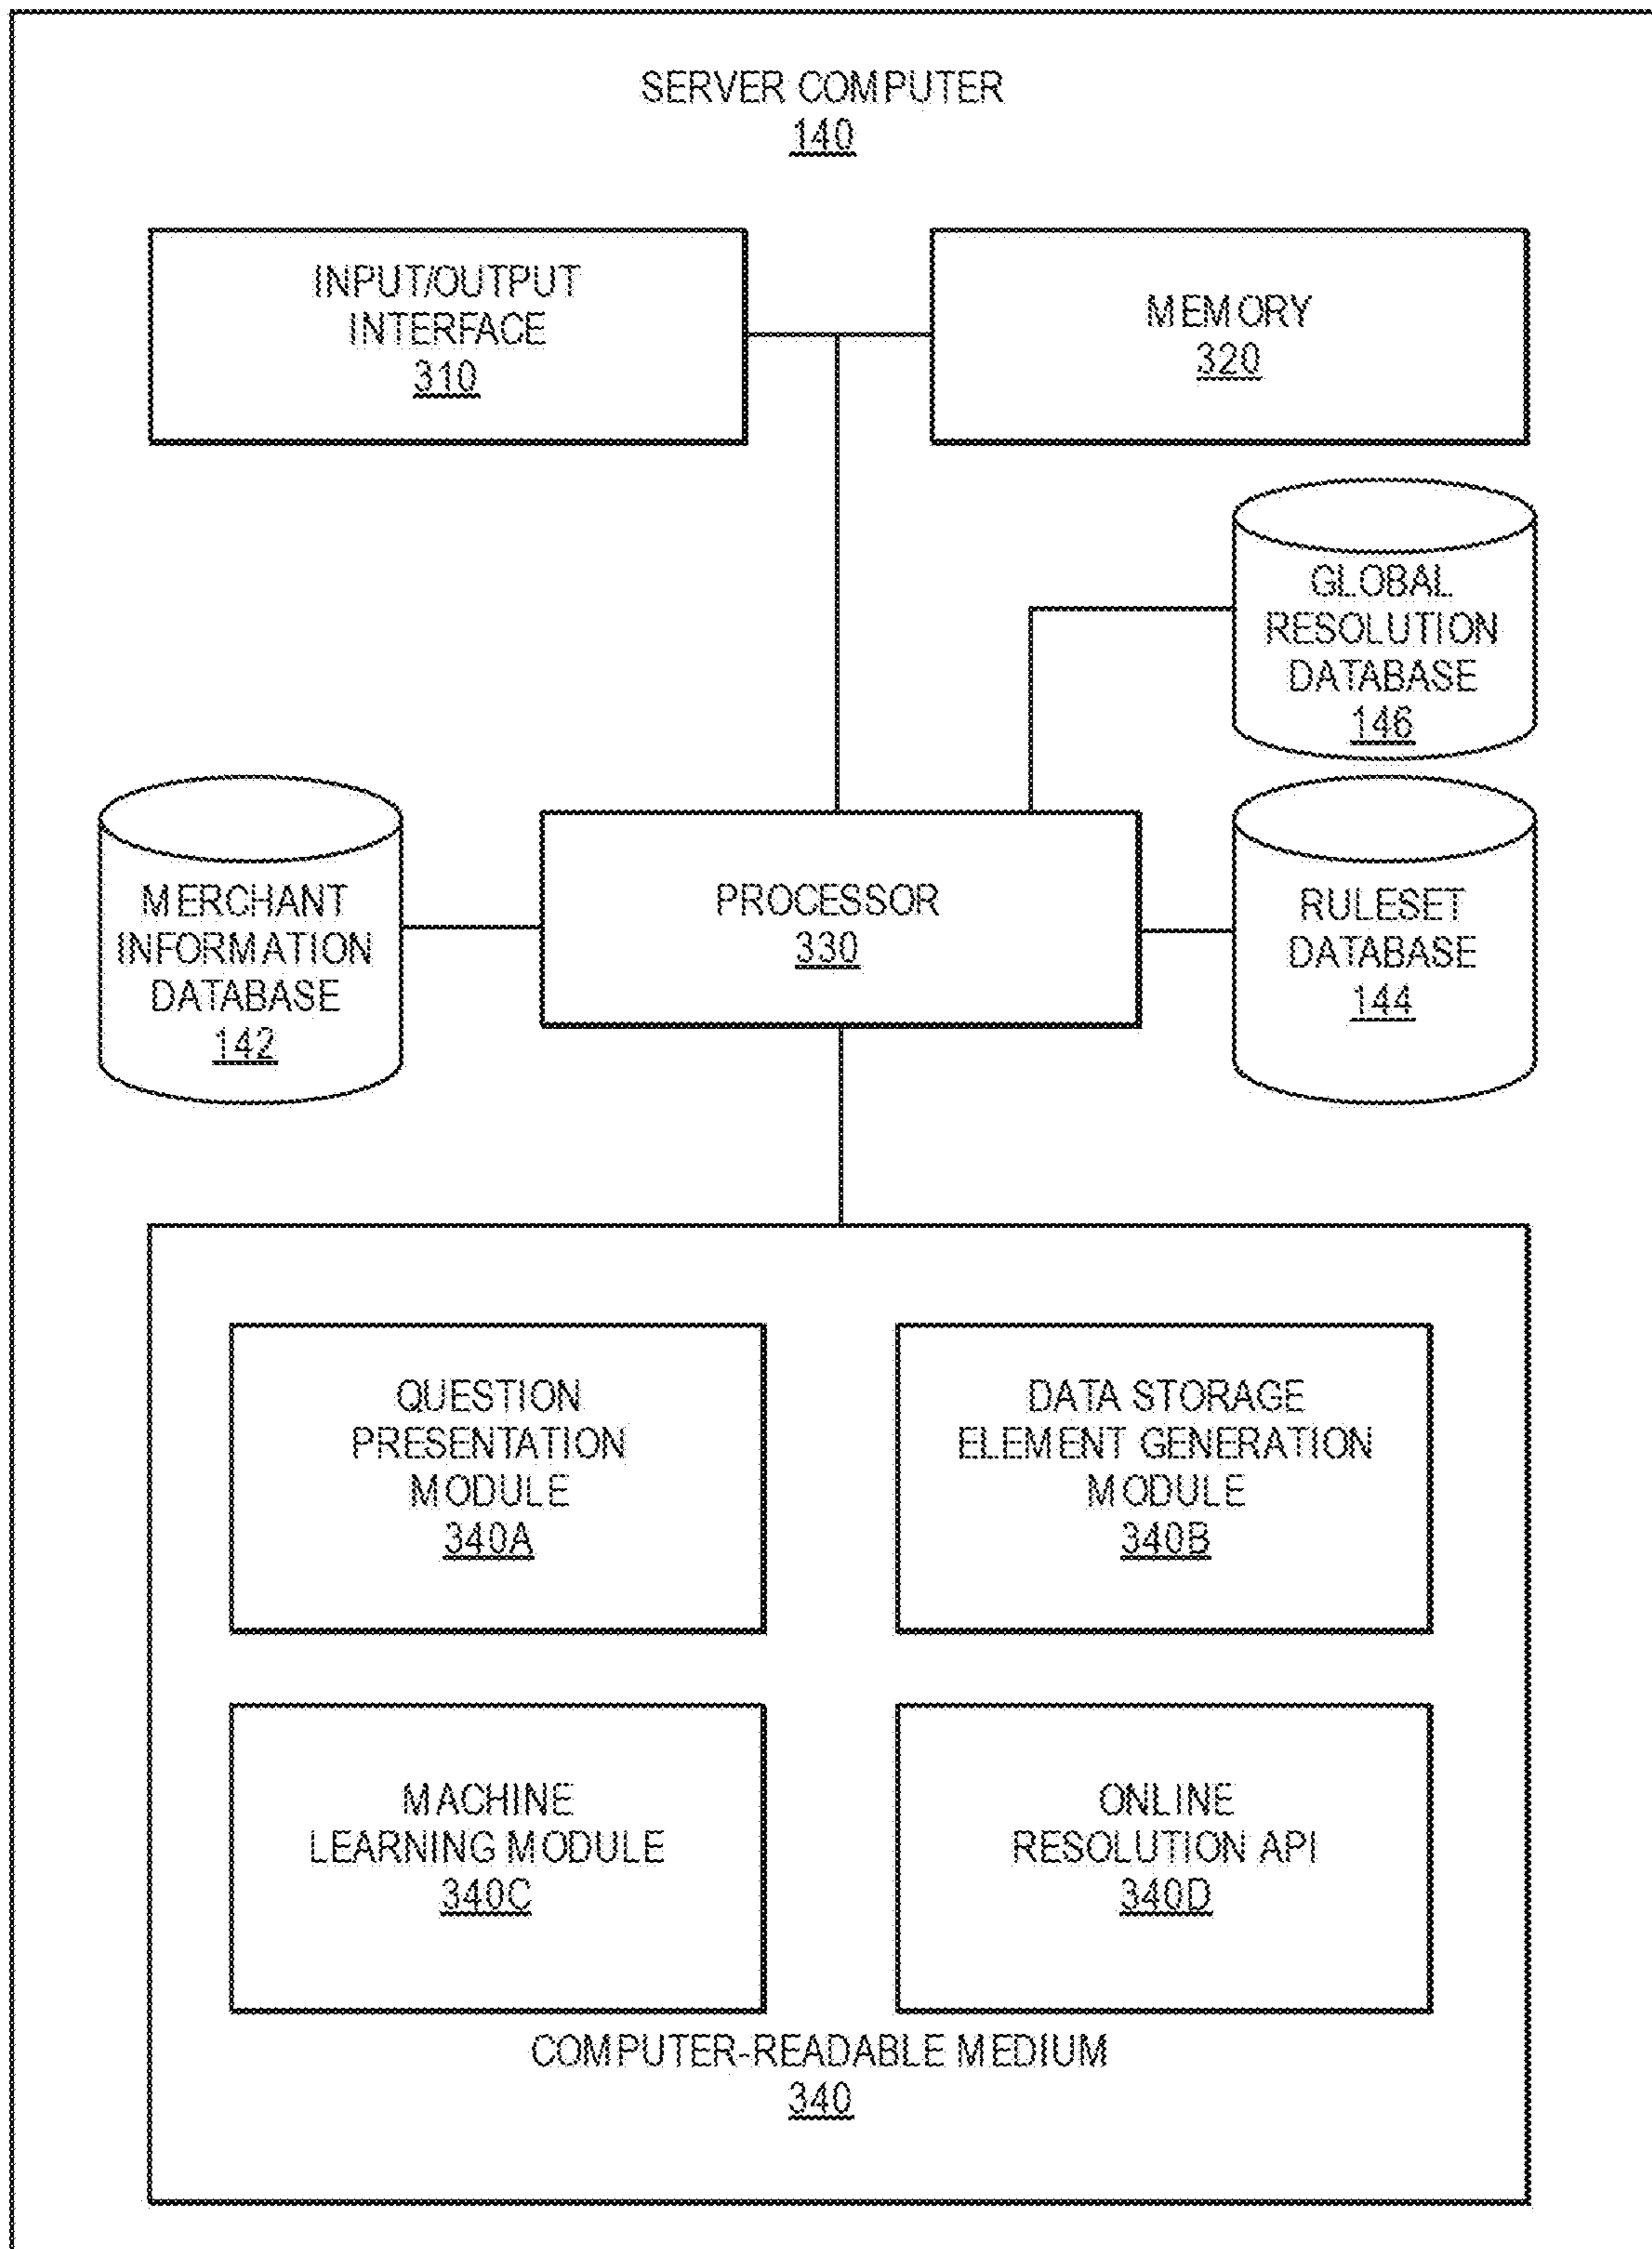 SERVER COMPUTER
140
INPUT/OUTPUT
INTERFACE
310
MEMORY
320
GLOBAL
RESOLUTION
DATABASE
146
MERCHANT
INFORMATION
DATABASE
142
PROCESSOR
330
RULESET
DATABASE
144
QUESTION
PRESENTATION
MODULE
340A
DATA STORAGE
ELEMENT GENERATION
MODULE
340B
MACHINE
LEARNING MODULE
340C
ONLINE
RESOLUTION API
340D
COMPUTER-READABLE MEDIUM
340